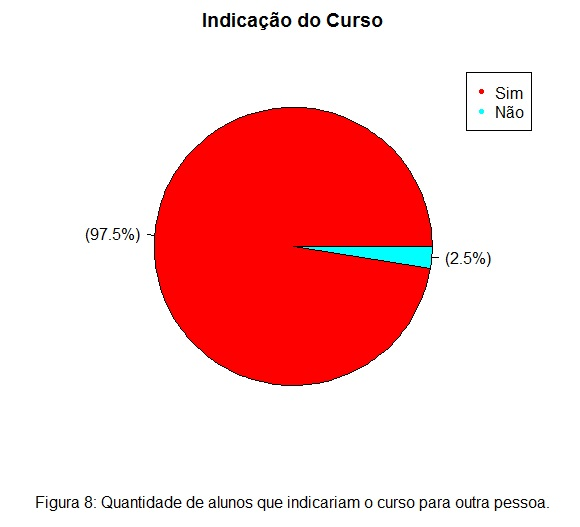 Indicação do Curso
Sim
Não
(97.5%)
(2.5%)
Figura 8: Quantidade de alunos que indicariam o curso para outra pessoa.